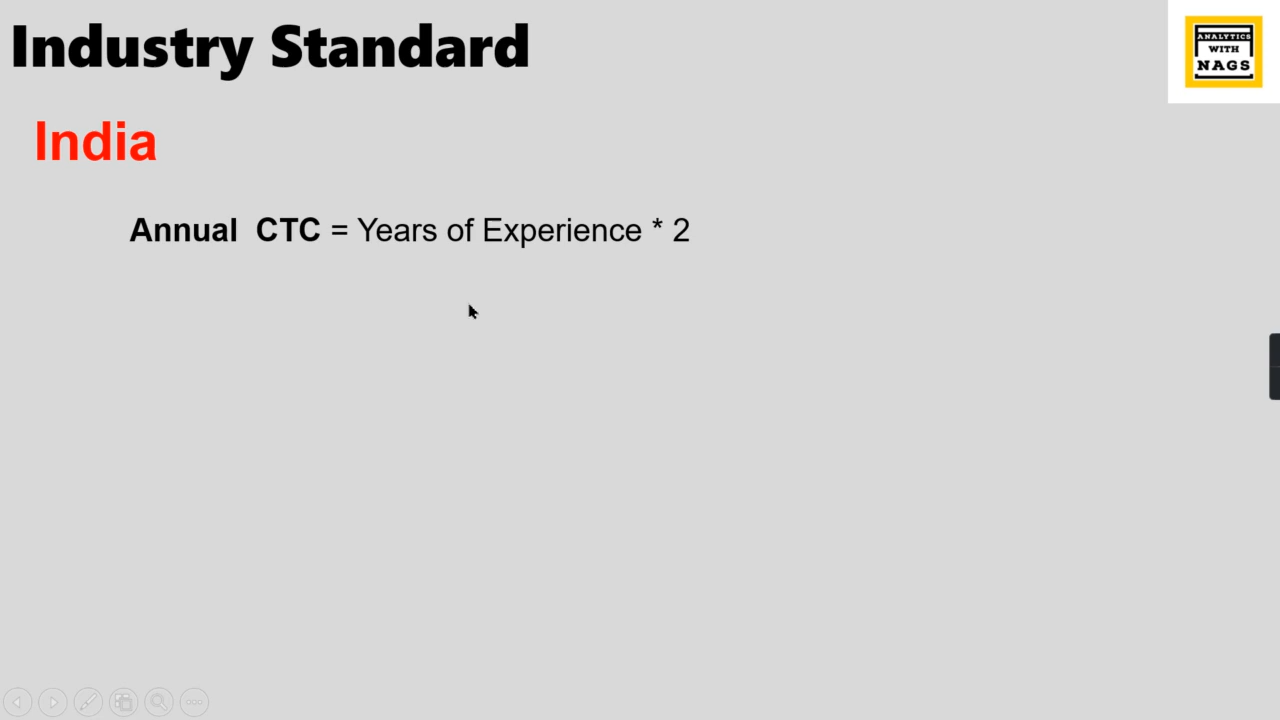 Industry Standard
ANALYTICS
WITH
NAGS
India
Annual CTC = Years of Experience * 2